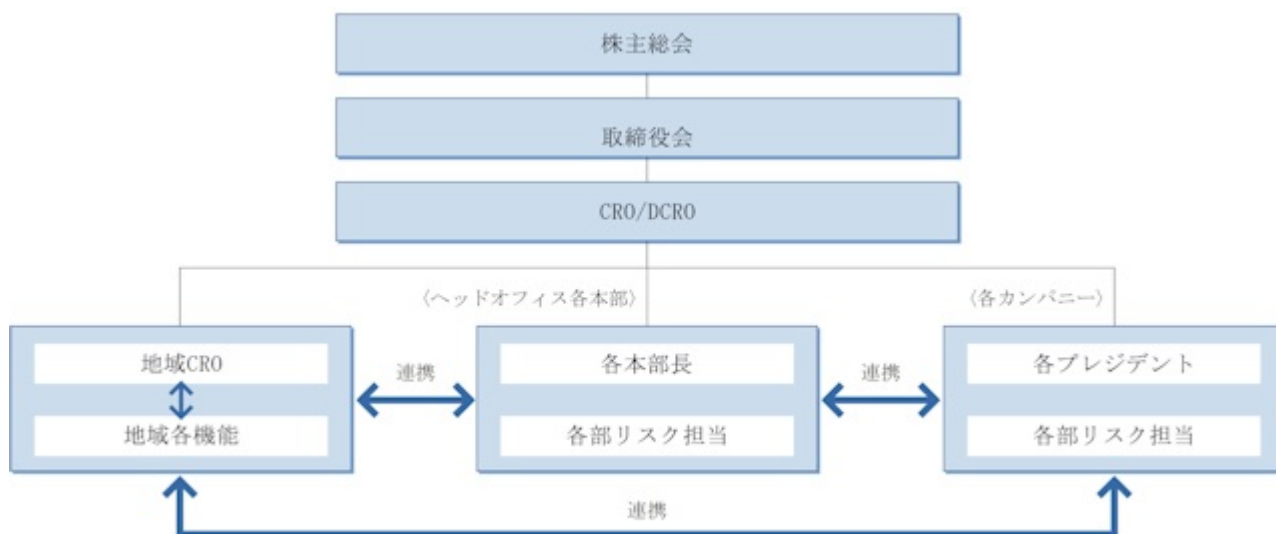 株主総会
取締役会
CRO/DCRO
〈ヘッドオフィス各本部〉
〈各カンパニー〉
地域CRO
地域各機能
連携
各本部長
各部リスク担当
連携
各プレジデント
各部リスク担当
連携